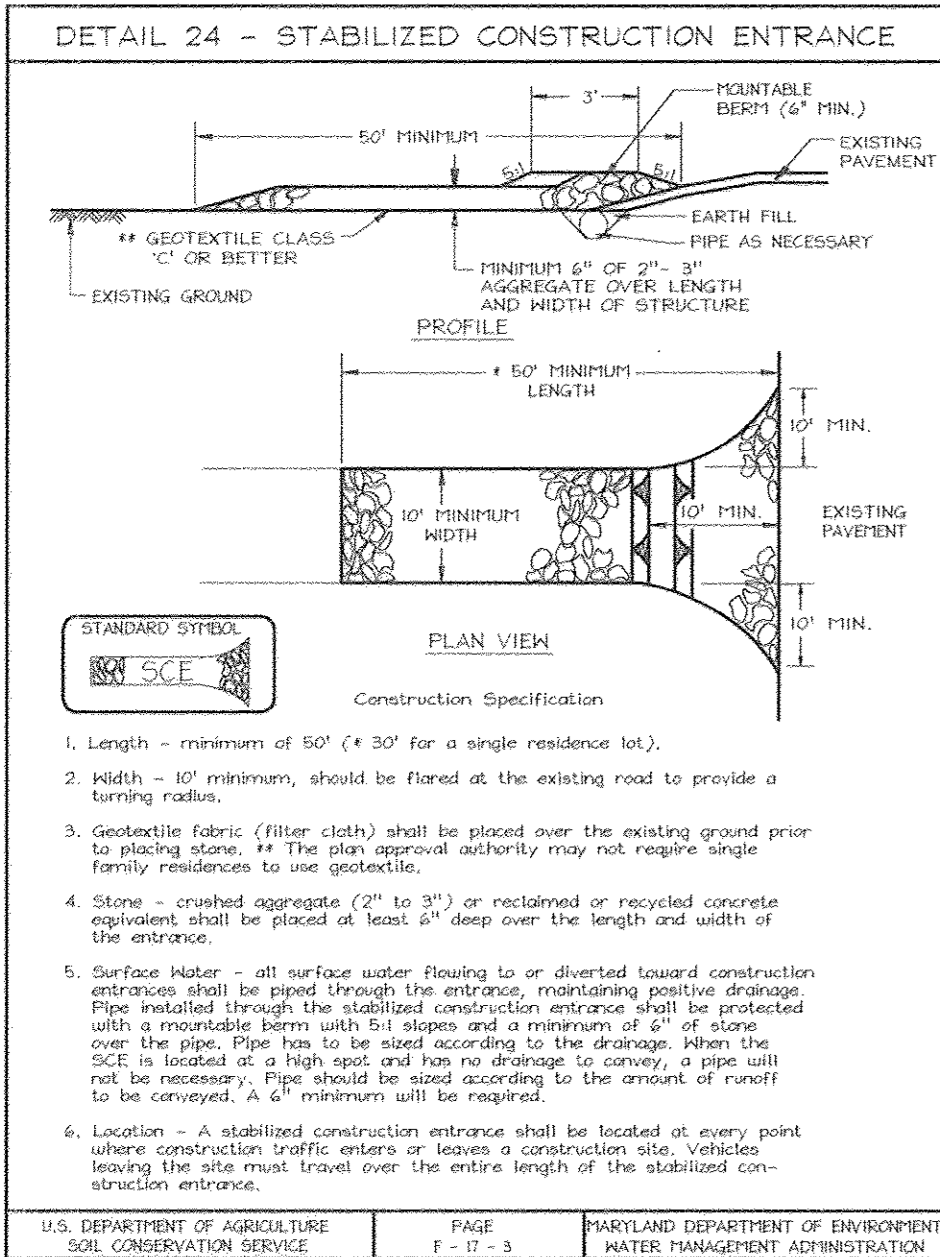 DETAIL 24 - STABILIZED CONSTRUCTION ENTRANCE
3'
MOUNTABLE
BERM (6" MIN.)
50' MINIMUM
EXISTING
PAVEMENT
5:1
5:1
EARTH FILL
** GEOTEXTILE CLASS
'C' OR BETTER
PIPE AS NECESSARY
MINIMUM 6" OF 2"- 3"
AGGREGATE OVER LENGTH
AND WIDTH OF STRUCTURE
EXISTING GROUND
PROFILE
* 50' MINIMUM
LENGTH
10' MIN.
10' MINIMUM
WIDTH
10' MIN.
EXISTING
PAVEMENT
10' MIN.
STANDARD SYMBOL
SCE
PLAN VIEW
Construction Specification
1. Length - minimum of 50' (* 30' for a single residence lot).
2. Width - 10' minimum, should be flared at the existing road to provide a
turning radius.
3. Geotextile fabric (filter cloth) shall be placed over the existing ground prior
to placing stone. ** The plan approval authority may not require single
family residences to use geotextile.
4. Stone - crushed aggregate (2" to 3") or reclaimed or recycled concrete
equivalent shall be placed at least 6" deep over the length and width of
the entrance.
5. Surface Water - all surface water flowing to or diverted toward construction
entrances shall be piped through the entrance, maintaining positive drainage.
Pipe installed through the stabilized construction entrance shall be protected
with a mountable berm with 5:1 slopes and a minimum of 6" of stone
over the pipe. Pipe has to be sized according to the drainage. When the
SCE is located at a high spot and has no drainage to convey, a pipe will
not be necessary. Pipe should be sized according to the amount of runoff
to be conveyed. A 6" minimum will be required.
6. Location - A stabilized construction entrance shall be located at every point
where construction traffic enters or leaves a construction site. Vehicles
leaving the site must travel over the entire length of the stabilized con-
struction entrance.
U.S. DEPARTMENT OF AGRICULTURE
SOIL CONSERVATION SERVICE
PAGE
F - 17 - 3
MARYLAND DEPARTMENT OF ENVIRONMENT
WATER MANAGEMENT ADMINISTRATION